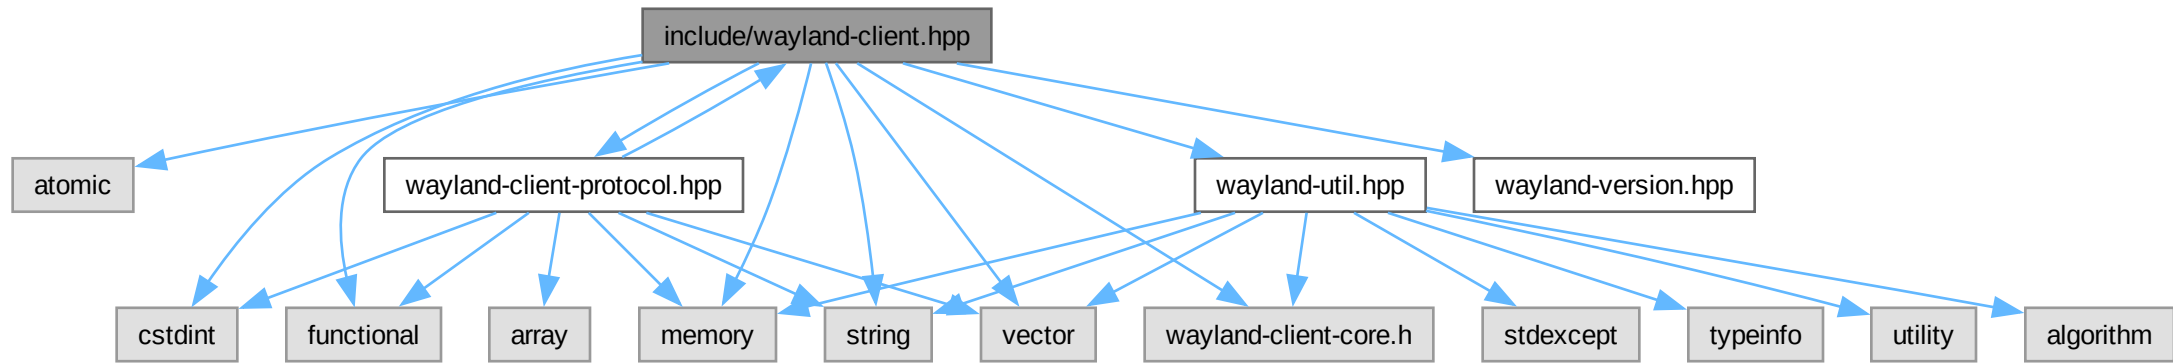 include/wayland-client.hpp
atomic
wayland-client-protocol.hpp
wayland-util.hpp
wayland-version.hpp
cstdint
functional
array
memory
string
vector
wayland-client-core.h
stdexcept
typeinfo
utility
algorithm